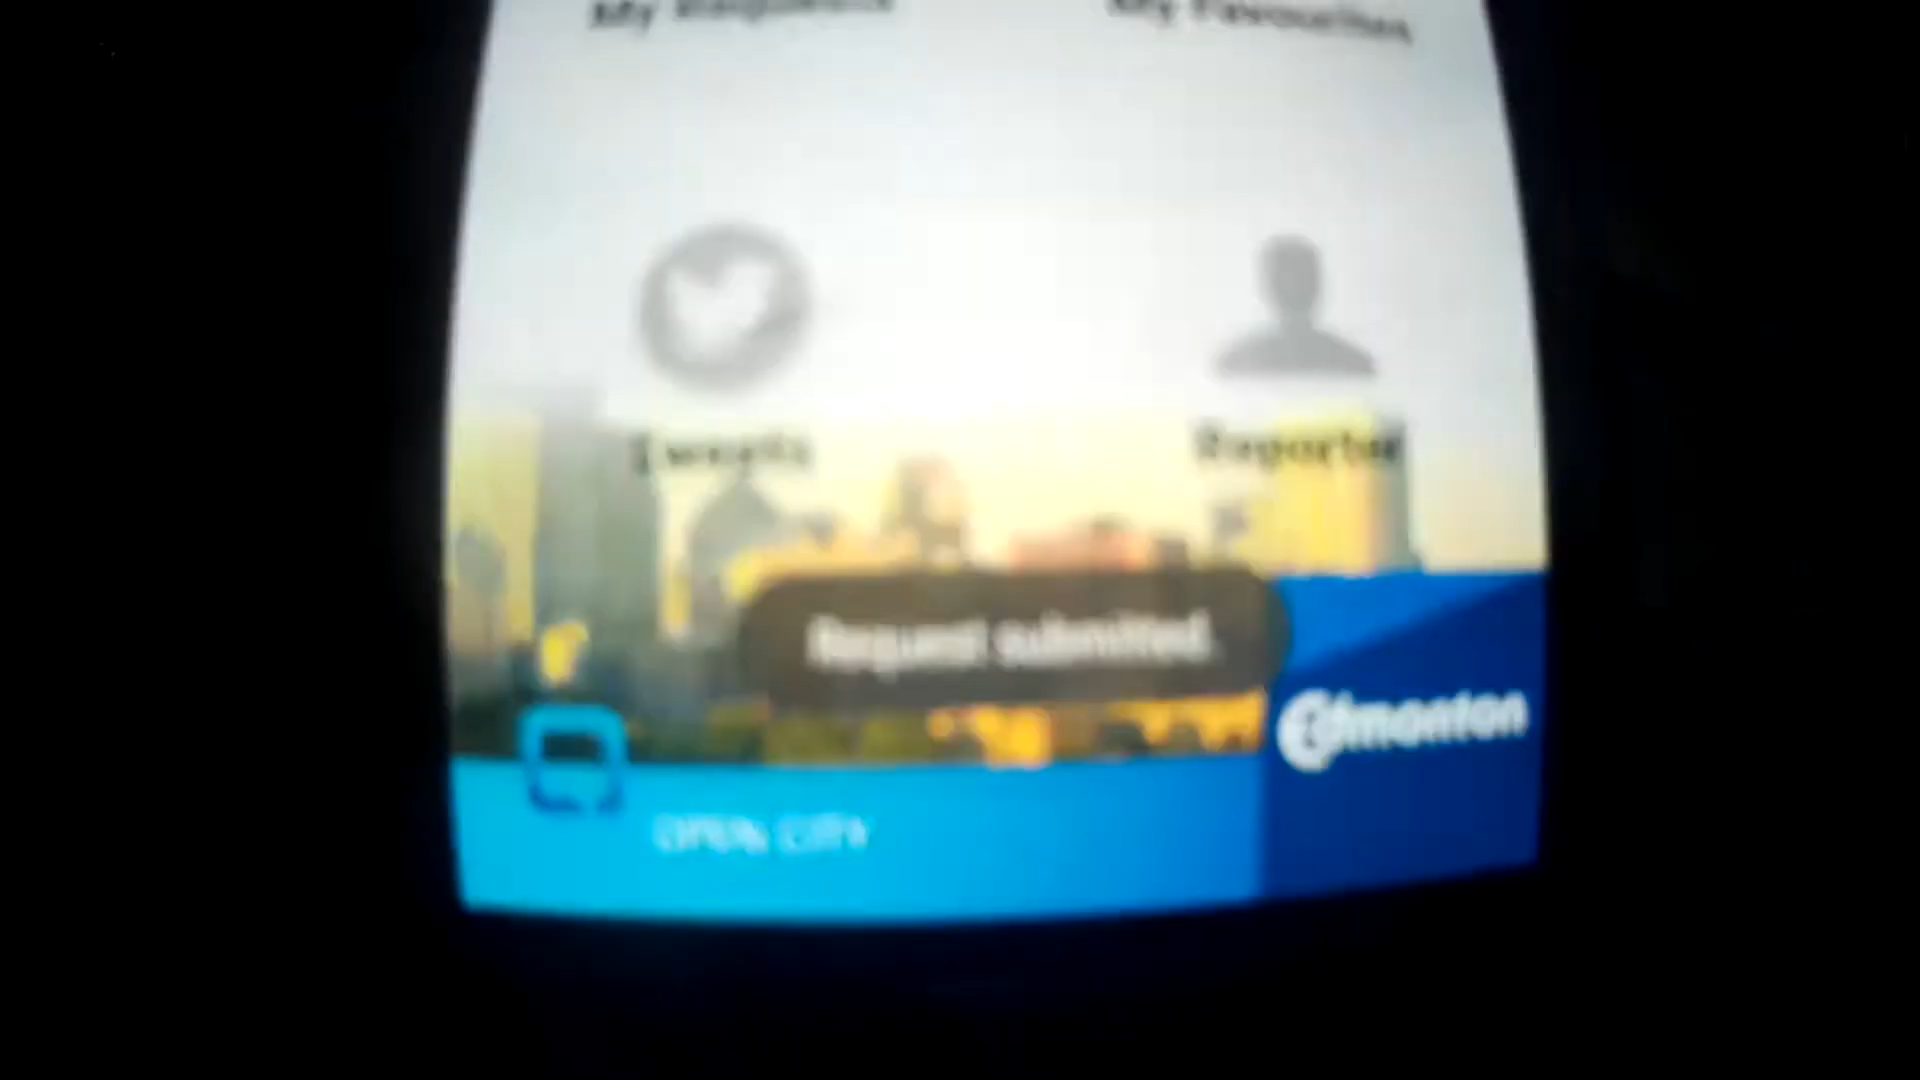 My Requests
My Favourites
Tweets
Reporter
Request submitted.
Edmonton
OPEN CITY